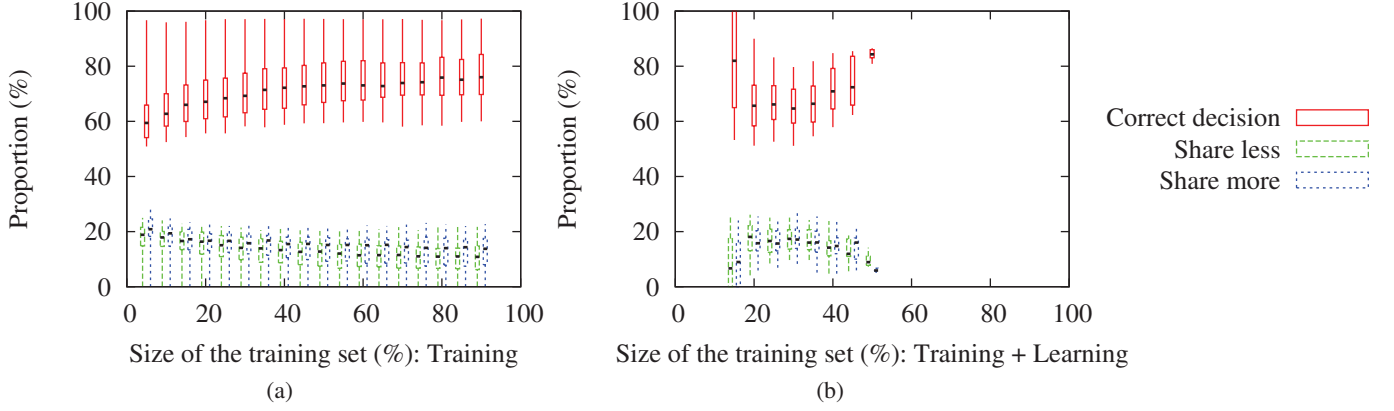 Proportion (%)
100
80
60
40
20
0
0 20 40 60 80 100
Size of the training set (%): Training
(a)
Proportion (%)
100
80
60
40
20
0
0 20 40 60 80 100
Size of the training set (%): Training + Learning
(b)
Correct decision
Share less
Share more